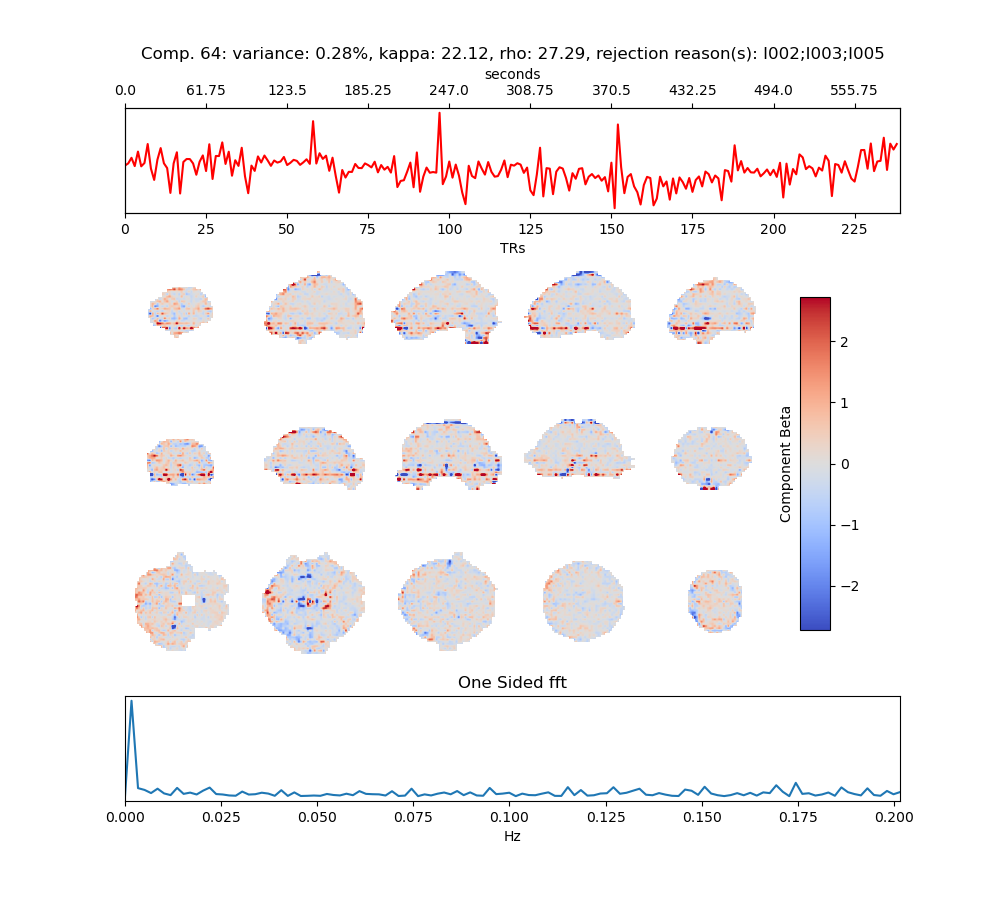 Comp. 64: variance: 0.28%, kappa: 22.12, rho: 27.29, rejection reason(s): I002;I003;I005
seconds
0.0 61.75 123.5 185.25 247.0 308.75 370.5 432.25 494.0 555.75
0 25 50 75 100 125 150 175 200 225
TRs
2
1
0
−1
−2
Component Beta
One Sided fft
0.000 0.025 0.050 0.075 0.100 0.125 0.150 0.175 0.200
Hz